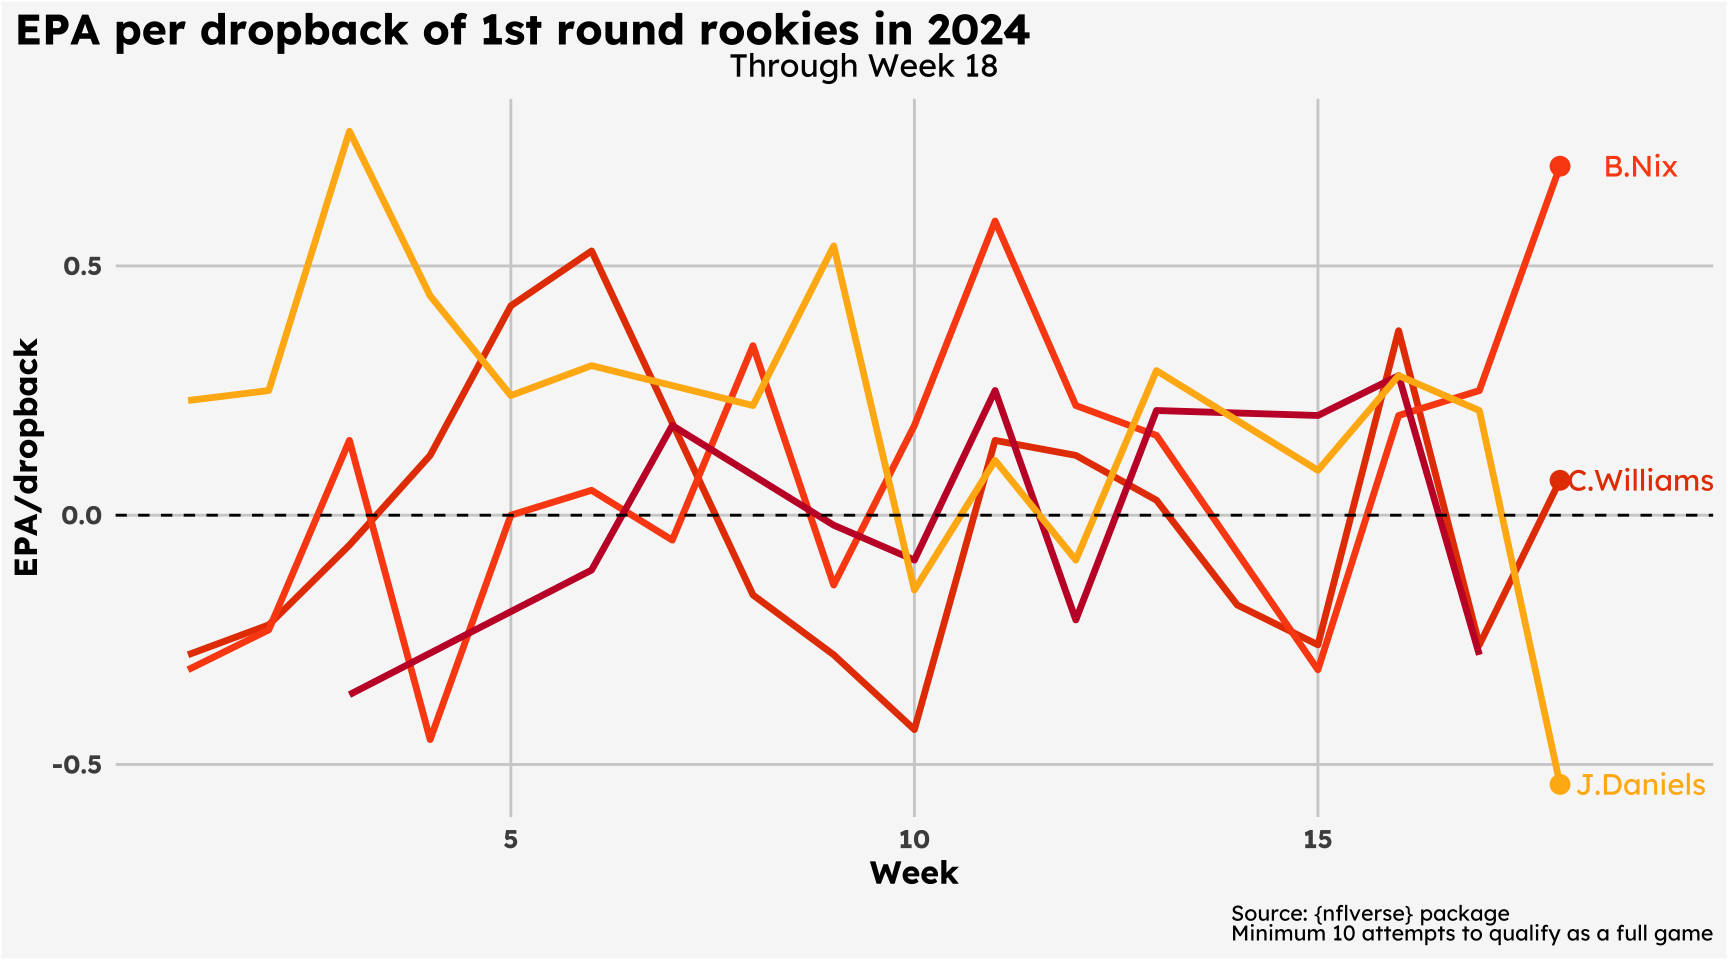 EPA per dropback of 1st round rookies in 2024
Through Week 18
B.Nix
0.5
C.Williams
0.0
-0.5
J.Daniels
EPA/dropback
5 10 15
Week
Source: {nflverse} package
Minimum 10 attempts to qualify as a full game